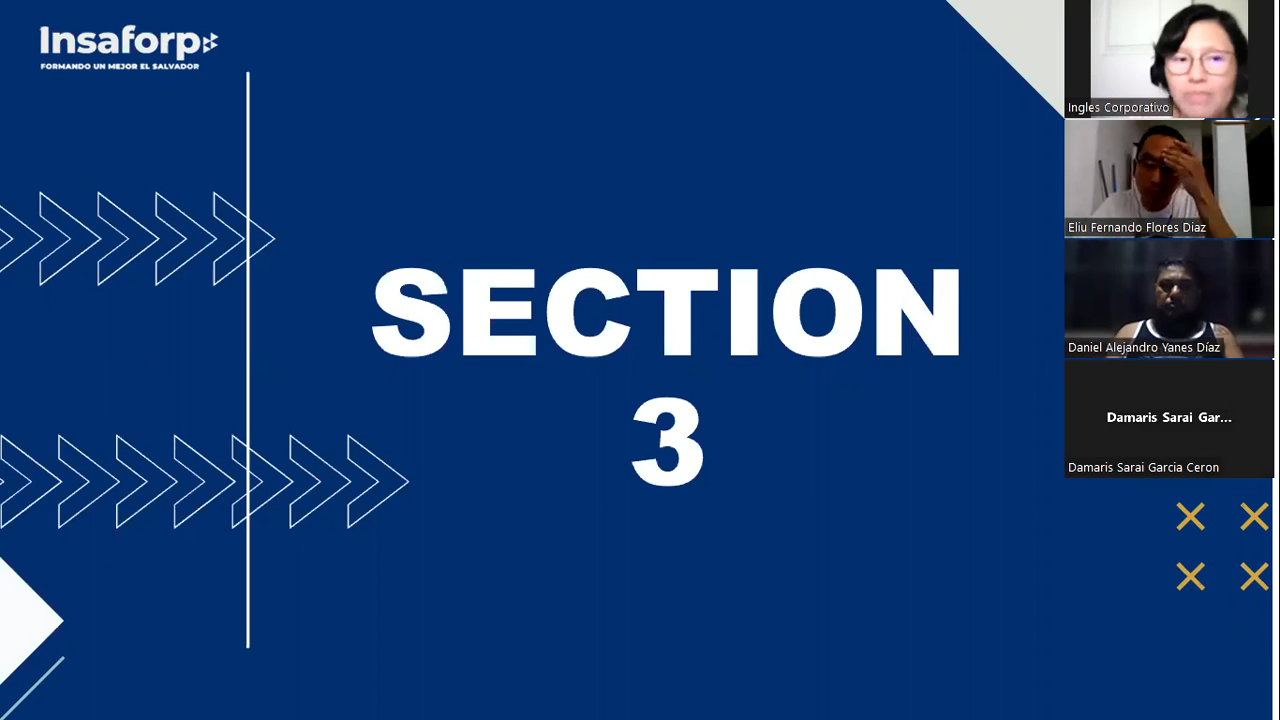 Insaforp
FORMANDO UN MEJOR EL SALVADOR
SECTION
3
Ingles Corporativo
Eliu Fernando Flores Diaz
Daniel Alejandro Yanes Díaz
Damaris Sarai Gar...
Damaris Sarai Garcia Ceron